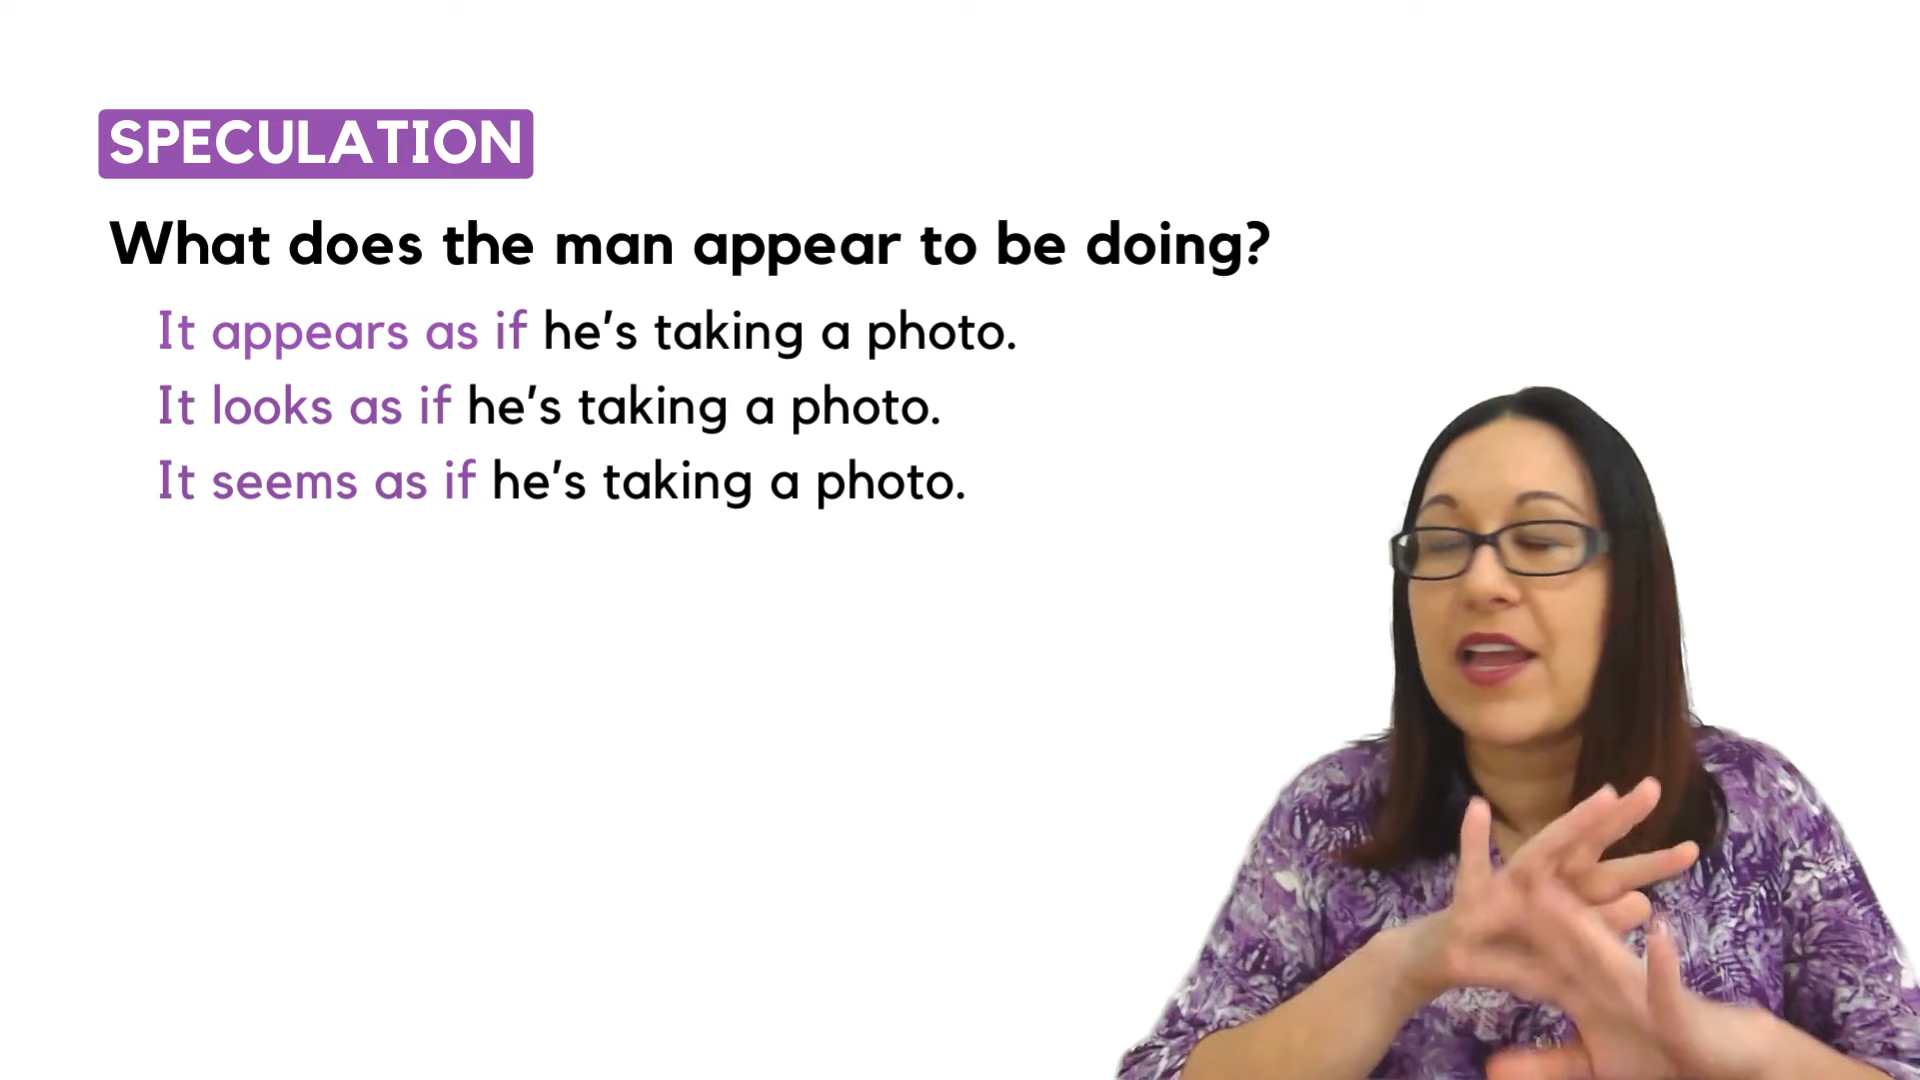 SPECULATION
What does the man appear to be doing?
It appears as if he’s taking a photo.
It looks as if he’s taking a photo.
It seems as if he’s taking a photo.